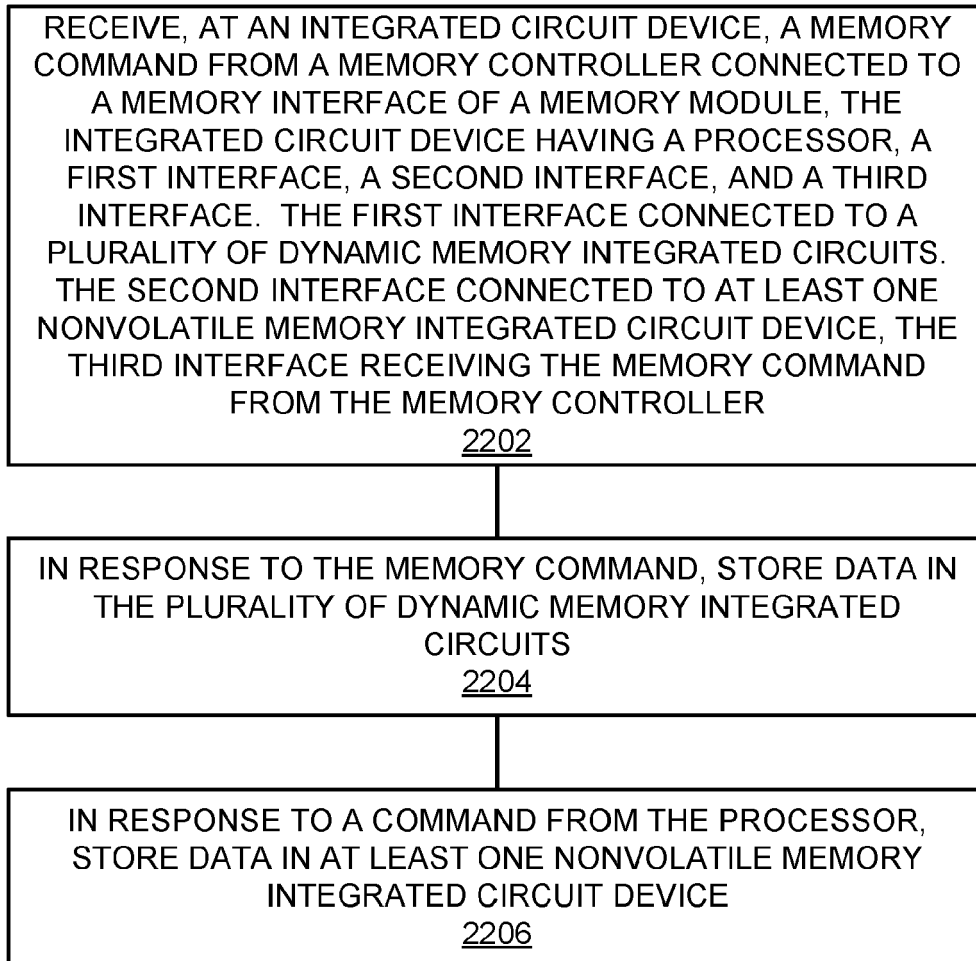 RECEIVE, AT AN INTEGRATED CIRCUIT DEVICE, A MEMORY
COMMAND FROM A MEMORY CONTROLLER CONNECTED TO
A MEMORY INTERFACE OF A MEMORY MODULE, THE
INTEGRATED CIRCUIT DEVICE HAVING A PROCESSOR, A
FIRST INTERFACE, A SECOND INTERFACE, AND A THIRD
INTERFACE. THE FIRST INTERFACE CONNECTED TO A
PLURALITY OF DYNAMIC MEMORY INTEGRATED CIRCUITS.
THE SECOND INTERFACE CONNECTED TO AT LEAST ONE
NONVOLATILE MEMORY INTEGRATED CIRCUIT DEVICE, THE
THIRD INTERFACE RECEIVING THE MEMORY COMMAND
FROM THE MEMORY CONTROLLER
2202
IN RESPONSE TO THE MEMORY COMMAND, STORE DATA IN
THE PLURALITY OF DYNAMIC MEMORY INTEGRATED
CIRCUITS
2204
IN RESPONSE TO A COMMAND FROM THE PROCESSOR,
STORE DATA IN AT LEAST ONE NONVOLATILE MEMORY
INTEGRATED CIRCUIT DEVICE
2206